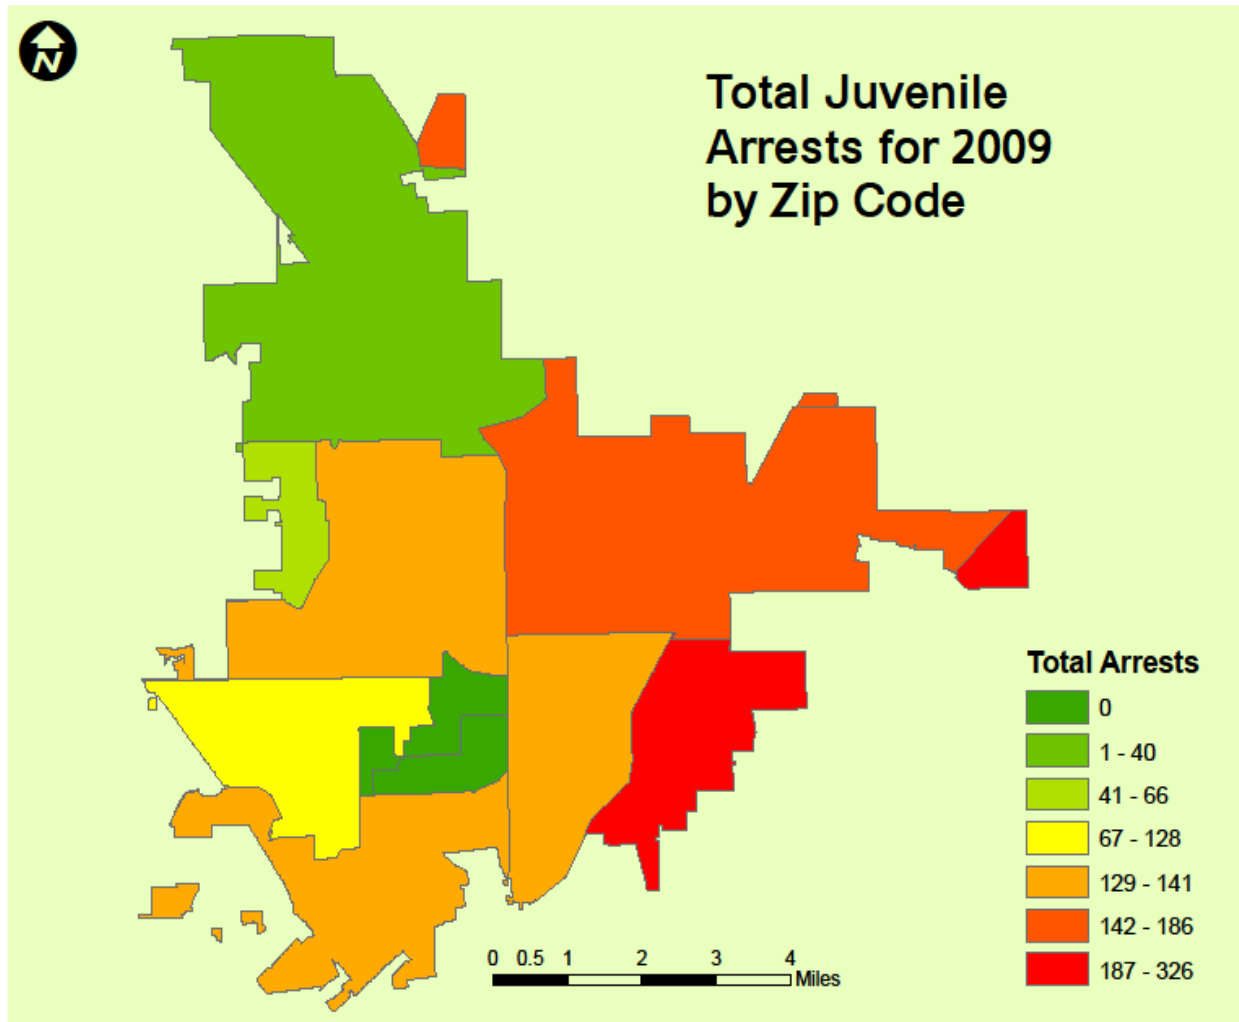 N
Total Juvenile
Arrests for 2009
by Zip Code
Total Arrests
0
1 - 40
41 - 66
67 - 128
129 - 141
142 - 186
187 - 326
0 0.5 1 2 3 4
Miles